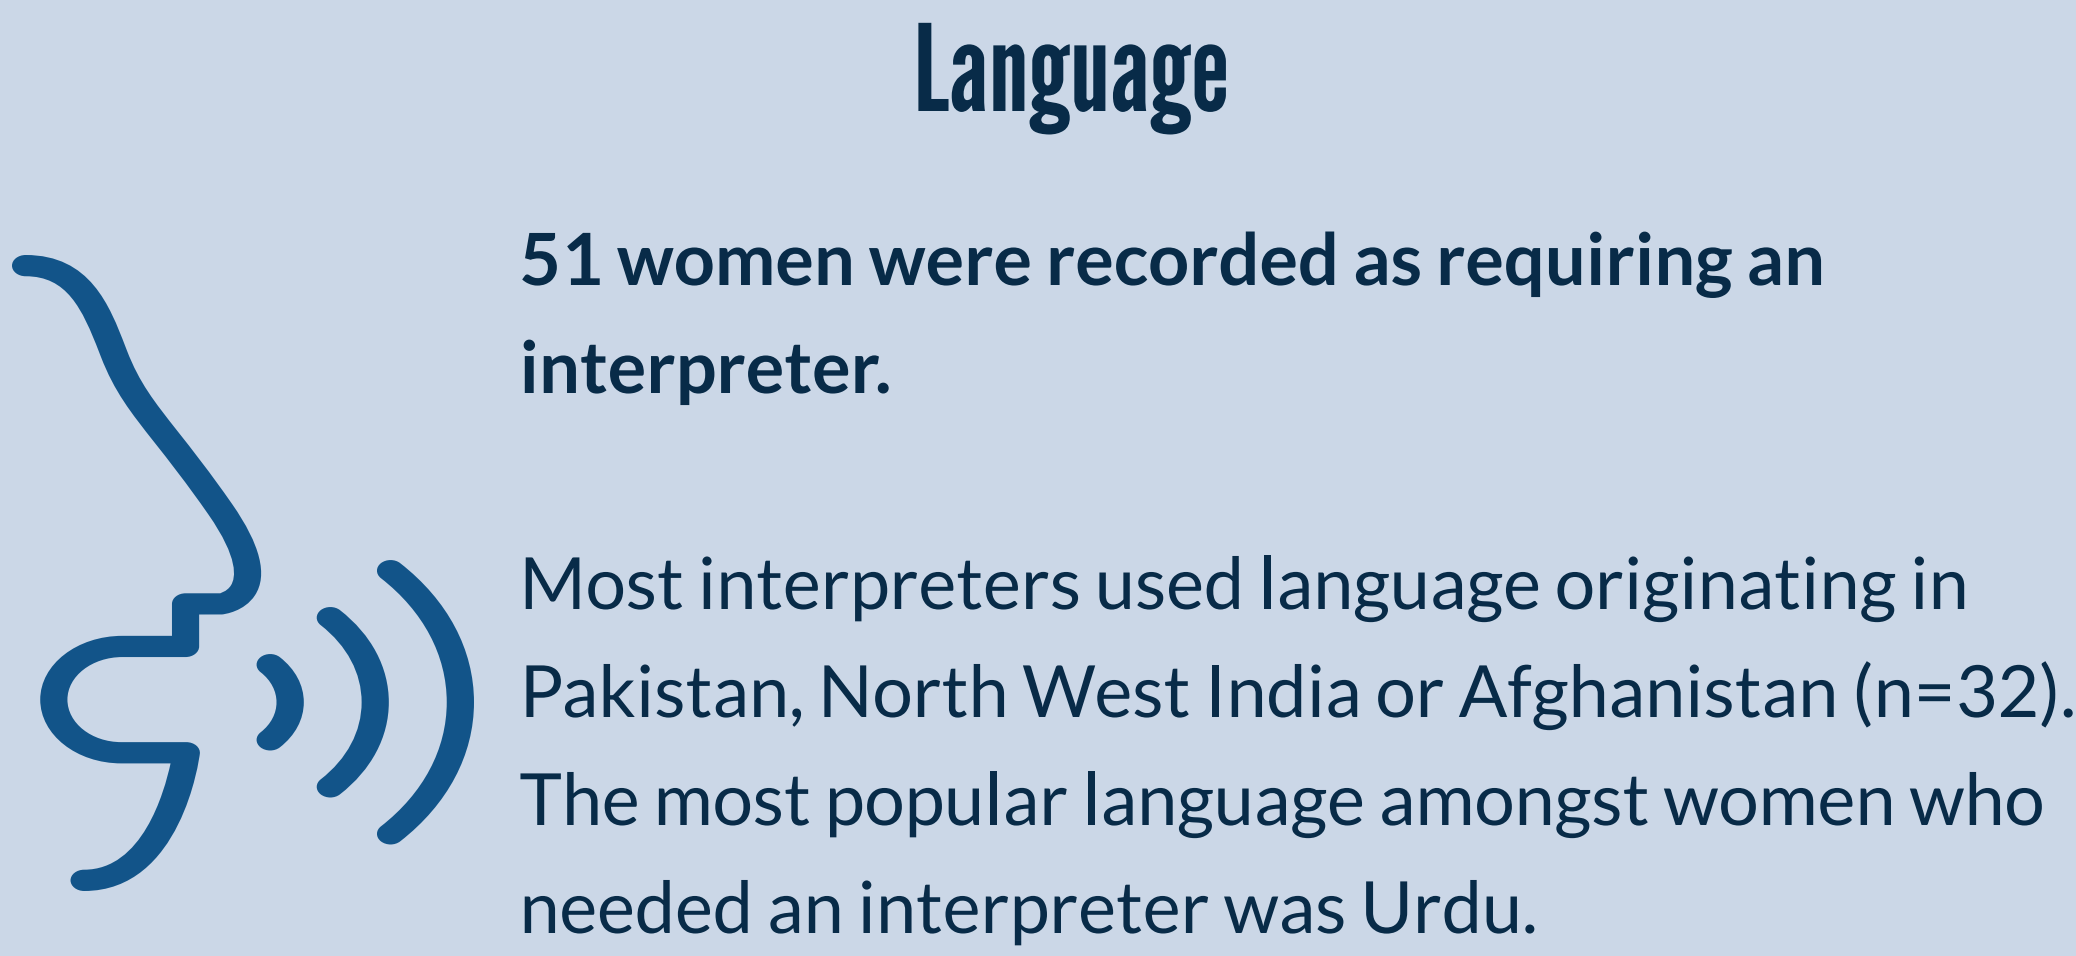 Language
51 women were recorded as requiring an
interpreter.
Most interpreters used language originating in
Pakistan, North West India or Afghanistan (n=32).
The most popular language amongst women who
needed an interpreter was Urdu.